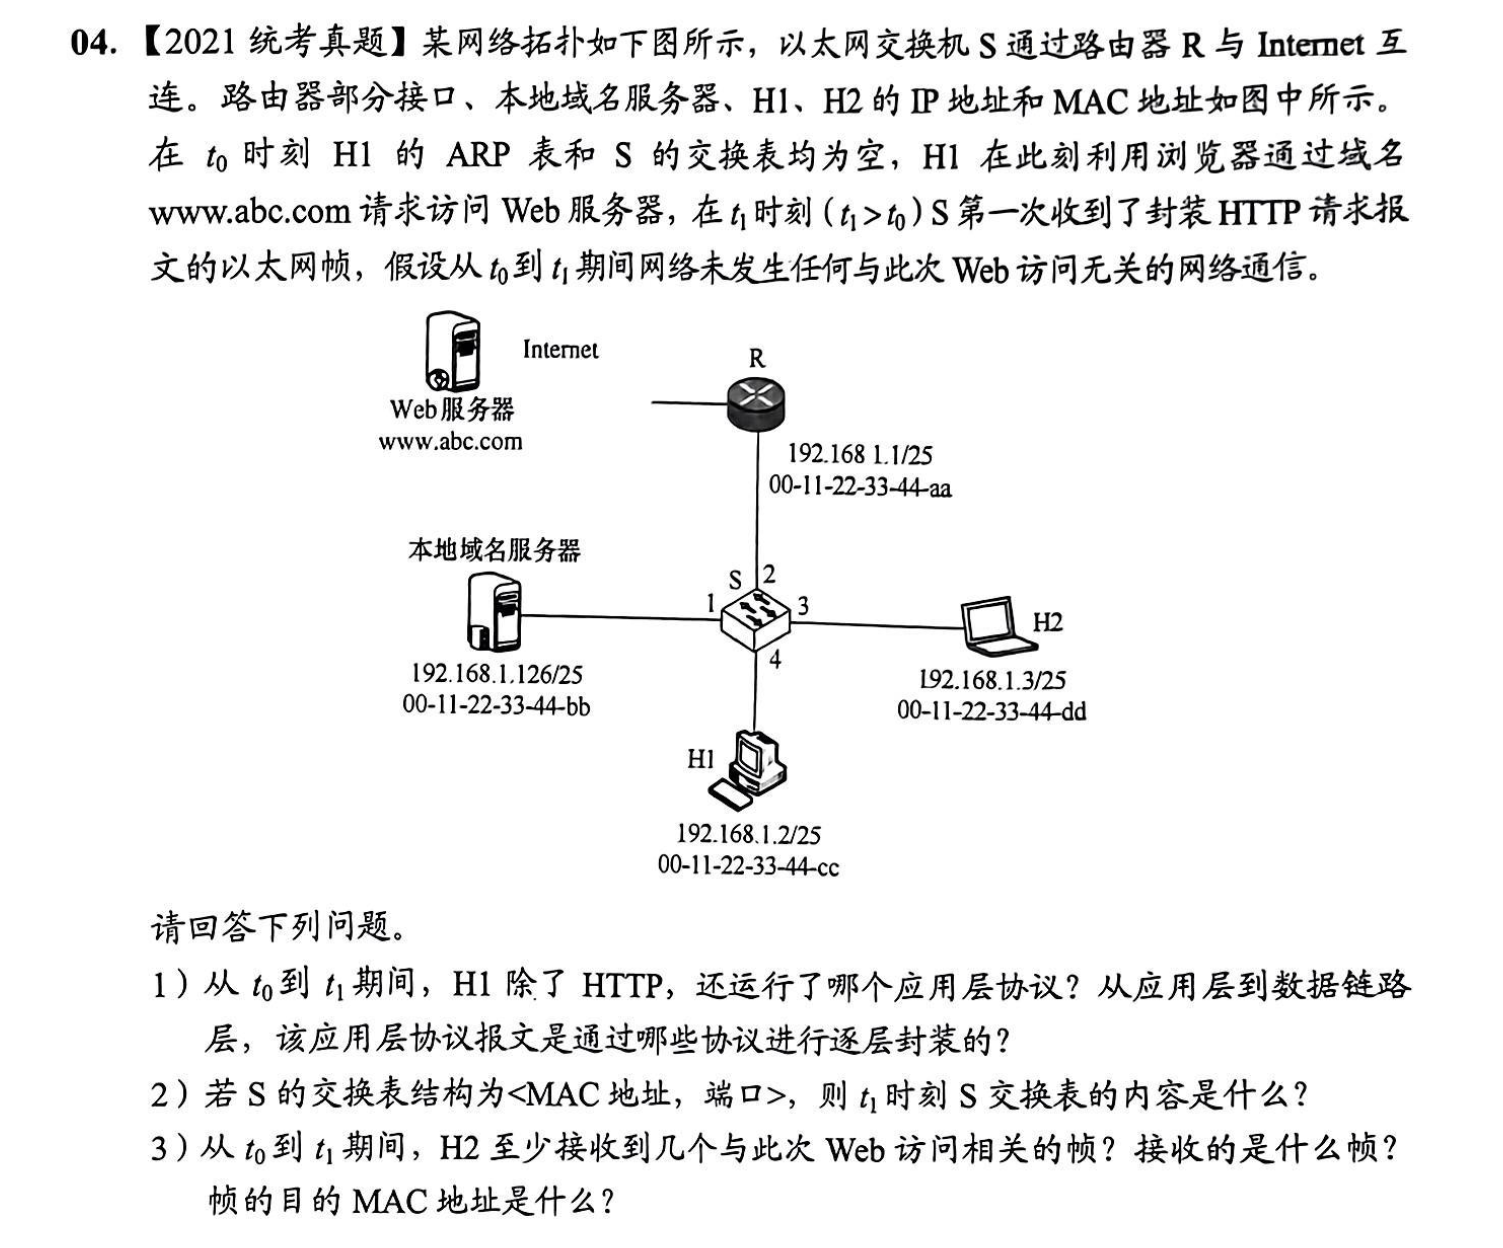 04.【2021 统考真题】某网络拓扑如下图所示，以太网交换机 S 通过路由器 R 与 Internet 互
连。路由器部分接口、本地域名服务器、H1、H2 的 IP 地址和 MAC 地址如图中所示。
在 t0 时刻 H1 的 ARP 表和 S 的交换表均为空，H1 在此刻利用浏览器通过域名
www.abc.com 请求访问 Web 服务器，在 t1 时刻（t1>t0）S 第一次收到了封装 HTTP 请求报
文的以太网帧，假设从 t0 到 t1 期间网络未发生任何与此次 Web 访问无关的网络通信。
Internet
R
Web 服务器
www.abc.com
192.168 1.1/25
00-11-22-33-44-aa
本地域名服务器
S
2
1
3
H2
4
192.168.1.126/25
00-11-22-33-44-bb
192.168.1.3/25
00-11-22-33-44-dd
H1
192.168.1.2/25
00-11-22-33-44-cc
请回答下列问题。
1）从 t0 到 t1 期间，H1 除了 HTTP，还运行了哪个应用层协议？从应用层到数据链路
层，该应用层协议报文是通过哪些协议进行逐层封装的？
2）若 S 的交换表结构为<MAC 地址，端口>，则 t1 时刻 S 交换表的内容是什么？
3）从 t0 到 t1 期间，H2 至少接收到几个与此次 Web 访问相关的帧？接收的是什么帧？
帧的目的 MAC 地址是什么？